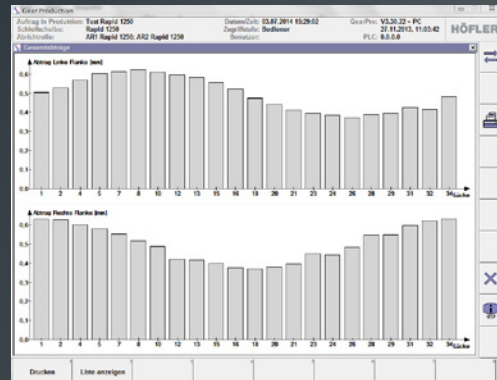 Gear Production
Auftrag in Produktion: Test Rapid 1250
Schleifscheibe: Rapid 1250
Abrichtrolle: AR1 Rapid 1250; AR2 Rapid 1250
Datum/Zeit: 03.07.2014 15:29:02
Zugriffstufe: Bediener
Benutzer:
GearPro: V3.30.22 - PC
27.11.2013, 11:03:42
PLC: 0.0.0.0
HÖFLER
Gesamtabträge
Abtrag Linke Flanke [mm]
0,6
0,5
0,4
0,3
0,2
0,1
0,0
1 2 4 5 7 8 10 12 13 15 16 18 20 21 23 24 26 28 29 31 32 34 Lücke
Abtrag Rechte Flanke [mm]
0,6
0,5
0,4
0,3
0,2
0,1
0,0
1 2 4 5 7 8 10 12 13 15 16 18 20 21 23 24 26 28 29 31 32 34 Lücke
Drucken
Linie anzeigen